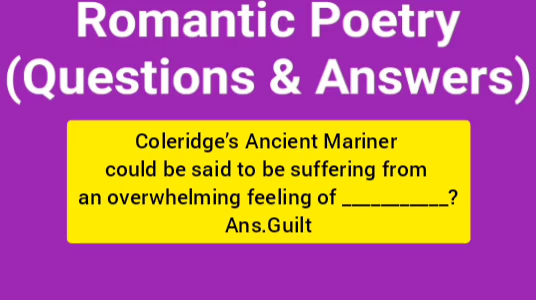 Romantic Poetry
(Questions & Answers)
Coleridge's Ancient Mariner
could be said to be suffering from
an overwhelming feeling of ___________?
Ans.Guilt